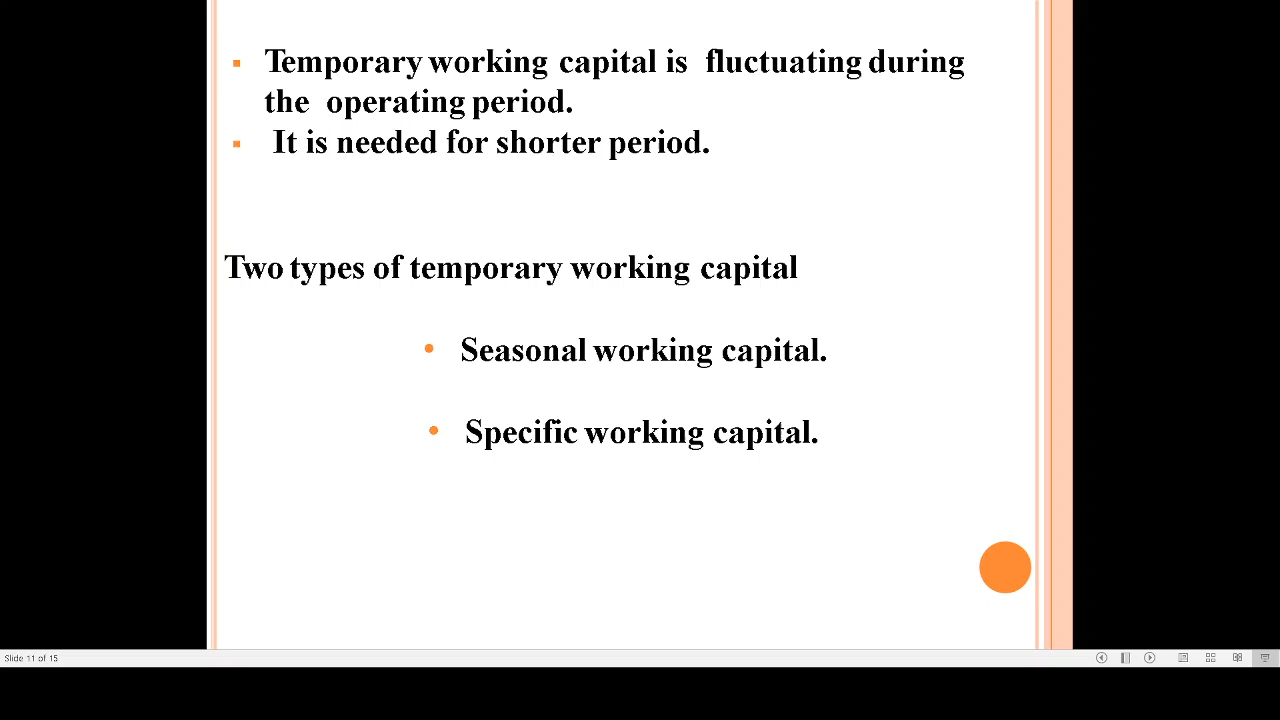 Temporary working capital is fluctuating during
the operating period.
It is needed for shorter period.
Two types of temporary working capital
Seasonal working capital.
Specific working capital.
Slide 11 of 15